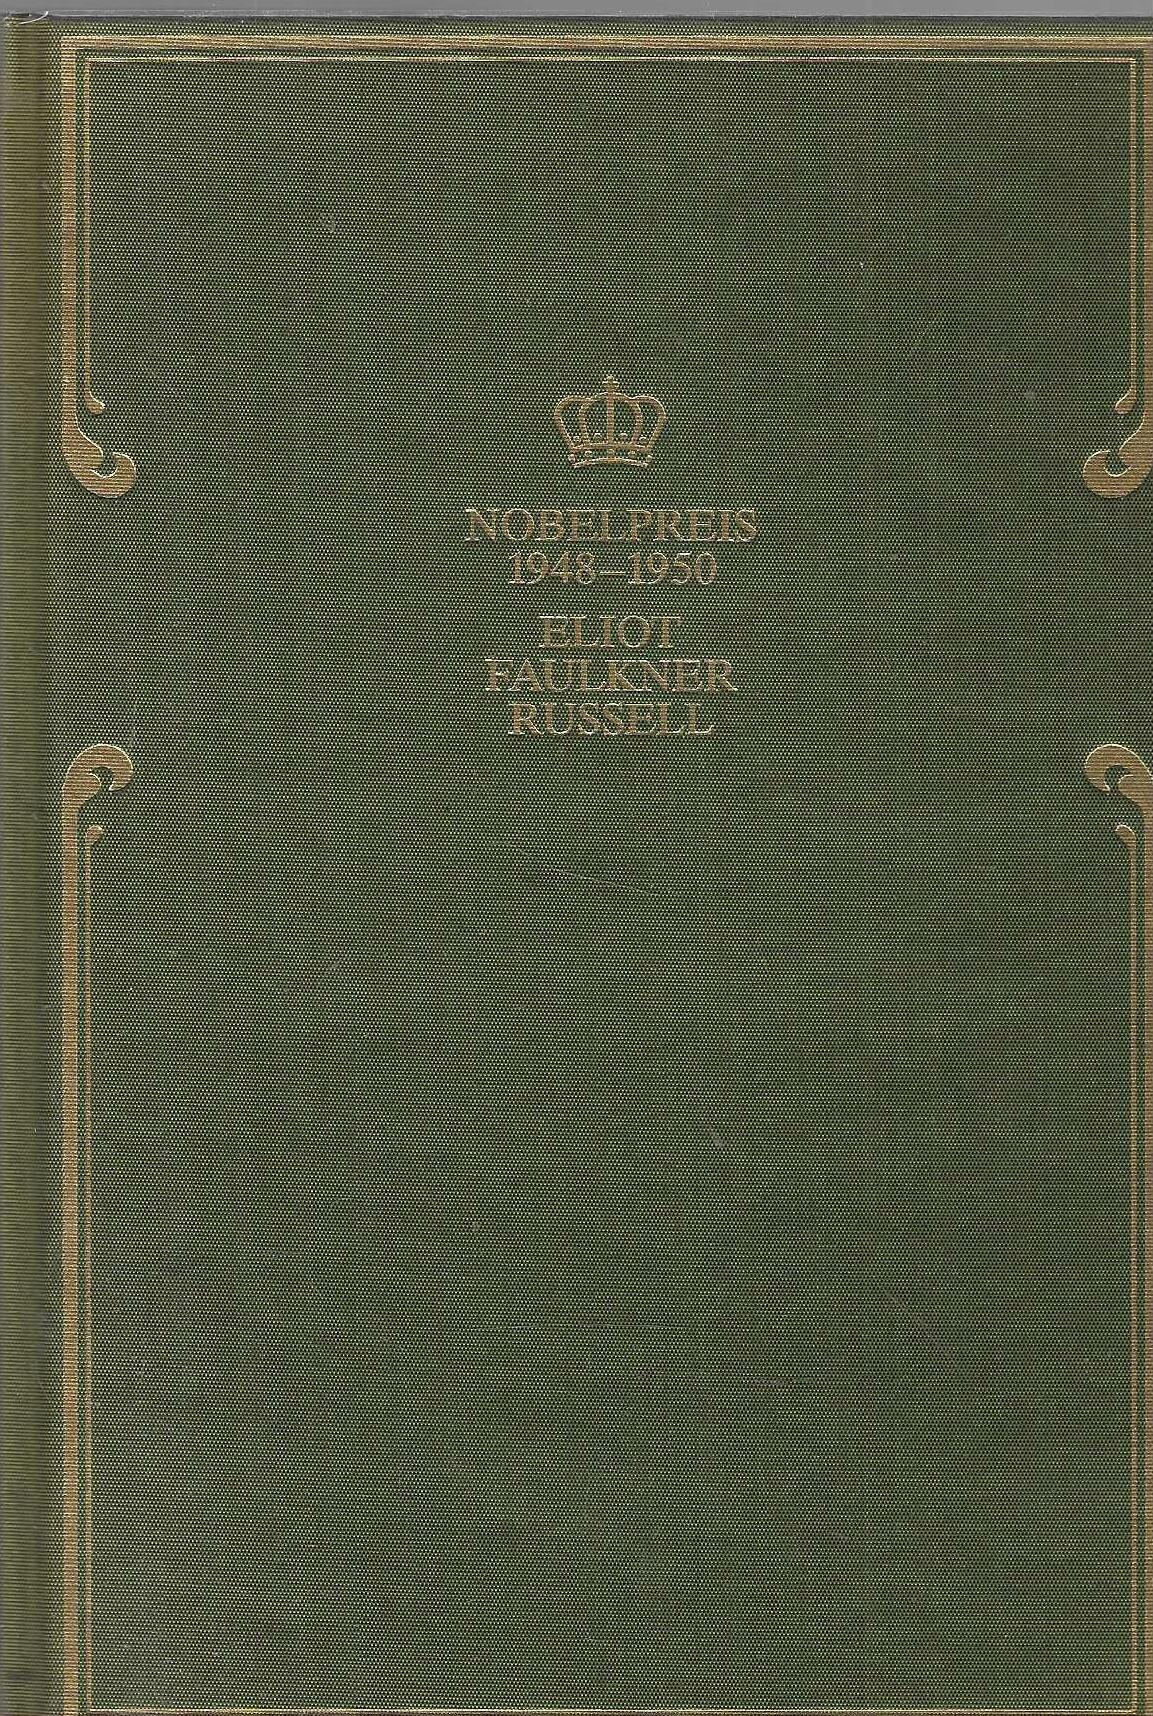 NOBELPREIS
1948–1950
ELIOT
FAULKNER
RUSSELL